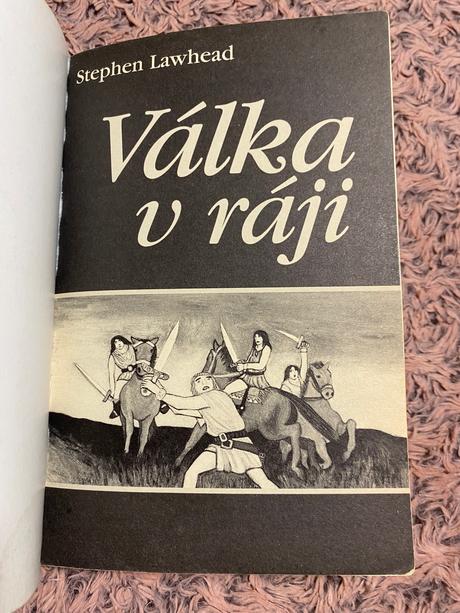 Stephen Lawhead
Válka
v ráji